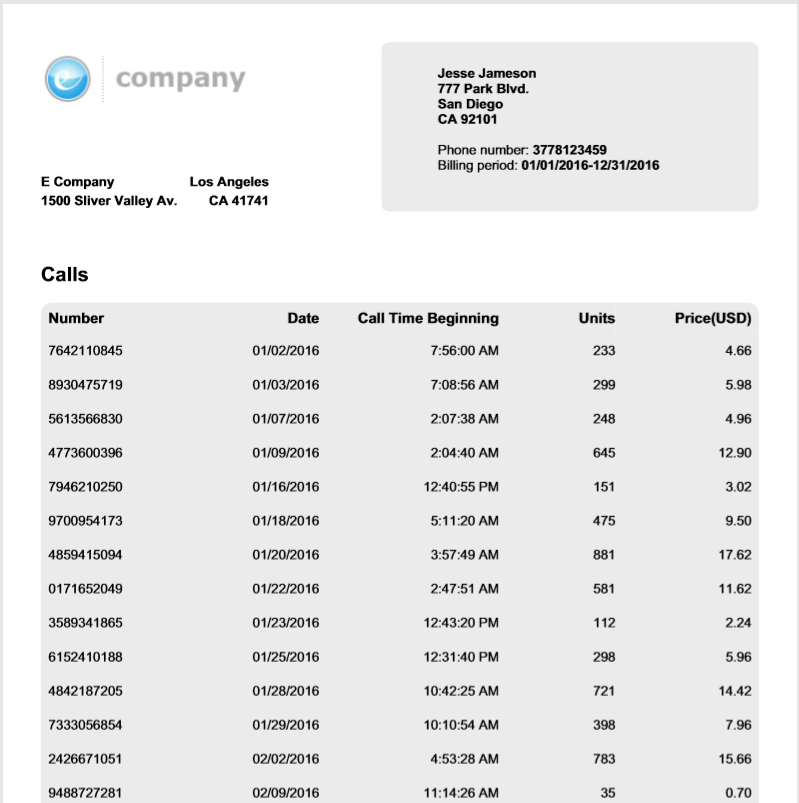 company
Jesse Jameson
777 Park Blvd.
San Diego
CA 92101
Phone number: 3778123459
Billing period: 01/01/2016-12/31/2016
E Company Los Angeles
1500 Sliver Valley Av. CA 41741
Calls
Number Date Call Time Beginning Units Price(USD)
7642110845 01/02/2016 7:56:00 AM 233 4.66
8930475719 01/03/2016 7:08:56 AM 299 5.98
5613566830 01/07/2016 2:07:38 AM 248 4.96
4773600396 01/09/2016 2:04:40 AM 645 12.90
7946210250 01/16/2016 12:40:55 PM 151 3.02
9700954173 01/18/2016 5:11:20 AM 475 9.50
4859415094 01/20/2016 3:57:49 AM 881 17.62
0171652049 01/22/2016 2:47:51 AM 581 11.62
3589341865 01/23/2016 12:43:20 PM 112 2.24
6152410188 01/25/2016 12:31:40 PM 298 5.96
4842187205 01/28/2016 10:42:25 AM 721 14.42
7333056854 01/29/2016 10:10:54 AM 398 7.96
2426671051 02/02/2016 4:53:28 AM 783 15.66
9488727281 02/09/2016 11:14:26 AM 35 0.70